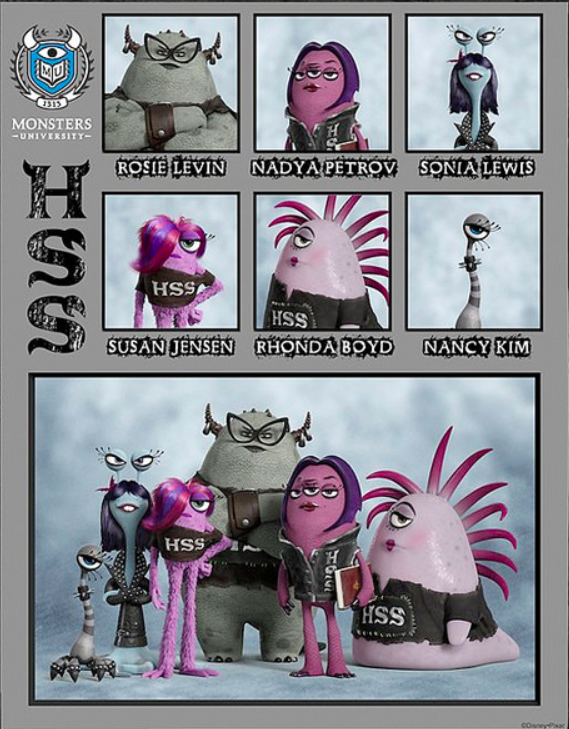 MU
1313
MONSTERS
UNIVERSITY
HSS
ROSIE LEVIN
NADYA PETROV
SONIA LEWIS
HSS
SUSAN JENSEN
HSS
RHONDA BOYD
NANCY KIM
HSS
HSS
©Disney•Pixar